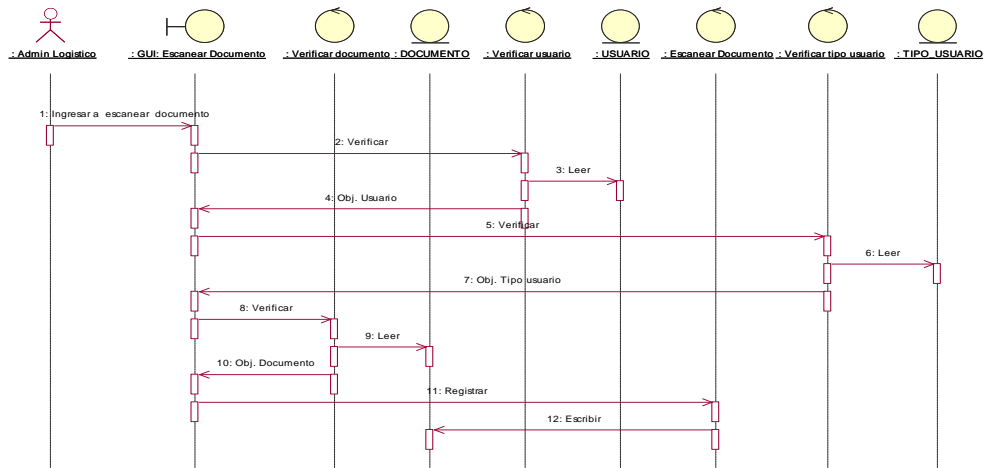 : Admin Logistico
: GUI: Escanear Documento
: Verificar documento
: DOCUMENTO
: Verificar usuario
: USUARIO
: Escanear Documento
: Verificar tipo usuario
: TIPO_USUARIO
1: Ingresar a escanear documento
2: Verificar
3: Leer
4: Obj. Usuario
5: Verificar
6: Leer
7: Obj. Tipo usuario
8: Verificar
9: Leer
10: Obj. Documento
11: Registrar
12: Escribir